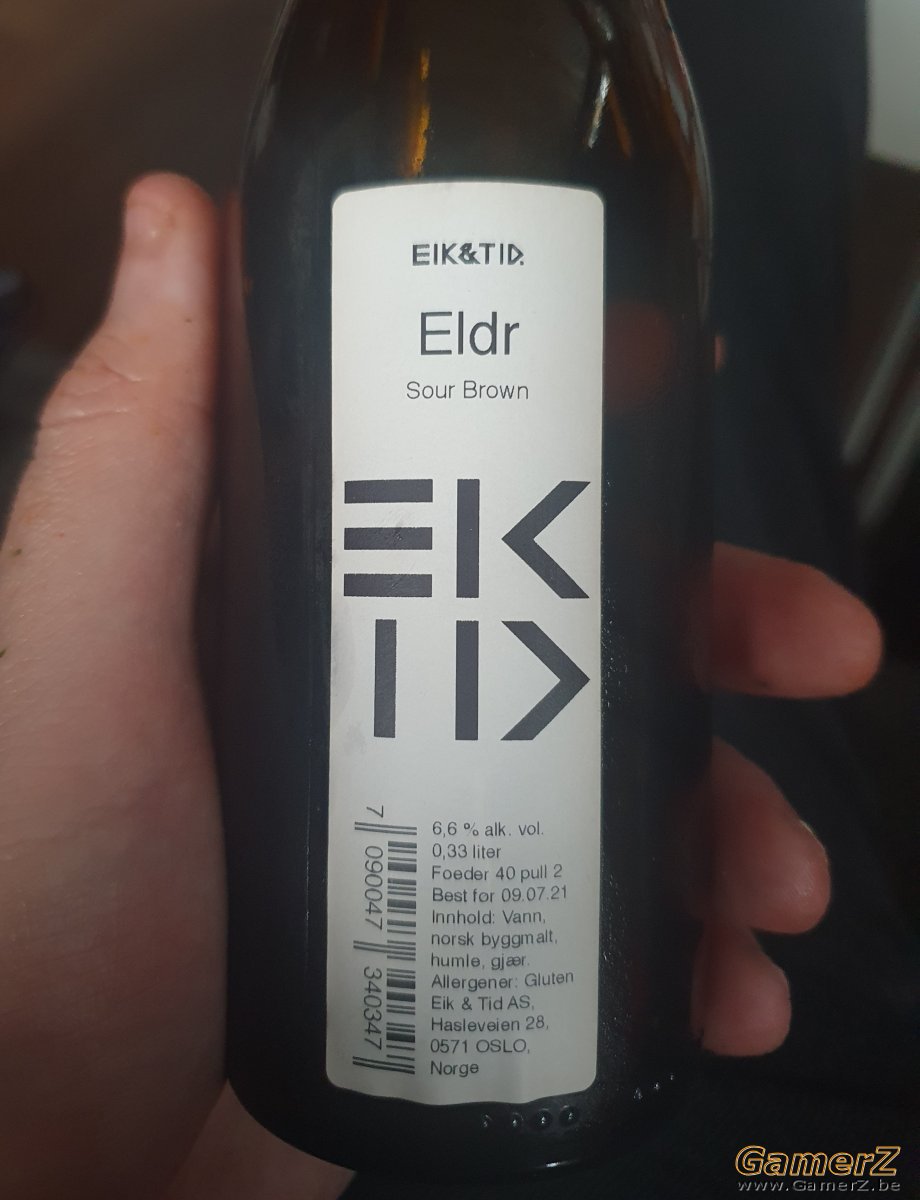 EIK&TID.
Eldr
Sour Brown
EIK
TID
7 090047 340347
6,6 % alk. vol.
0,33 liter
Foeder 40 pull 2
Best før 09.07.21
Innhold: Vann,
norsk byggmalt,
humle, gjær.
Allergener: Gluten
Eik & Tid AS,
Hasleveien 28,
0571 OSLO,
Norge
GamerZ
www.GamerZ.be